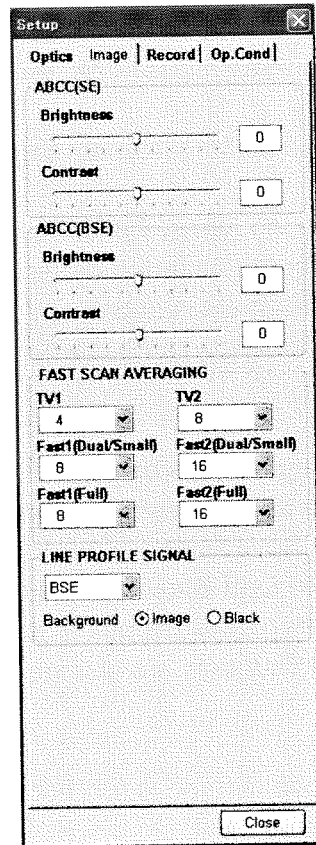 Setup
Optics Image Record Op.Cond
ABCC(SE)
Brightness
0
Contrast
0
ABCC(BSE)
Brightness
0
Contrast
0
FAST SCAN AVERAGING
TV1 TV2
4 8
Fast1(Dual/Small) Fast2(Dual/Small)
8 16
Fast1(Full) Fast2(Full)
8 16
LINE PROFILE SIGNAL
BSE
Background Image Black
Close